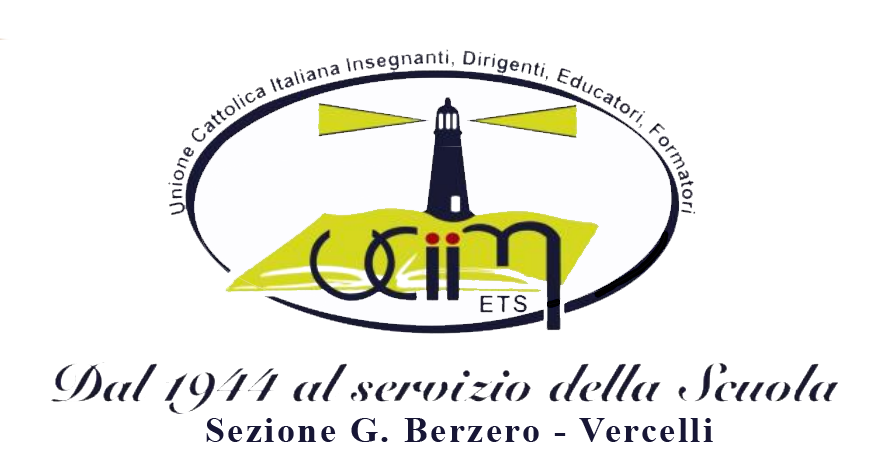 Unione Cattolica Italiana Insegnanti, Dirigenti, Educatori, Formatori
uciim
ETS
Dal 1944 al servizio della Scuola
Sezione G. Berzero - Vercelli